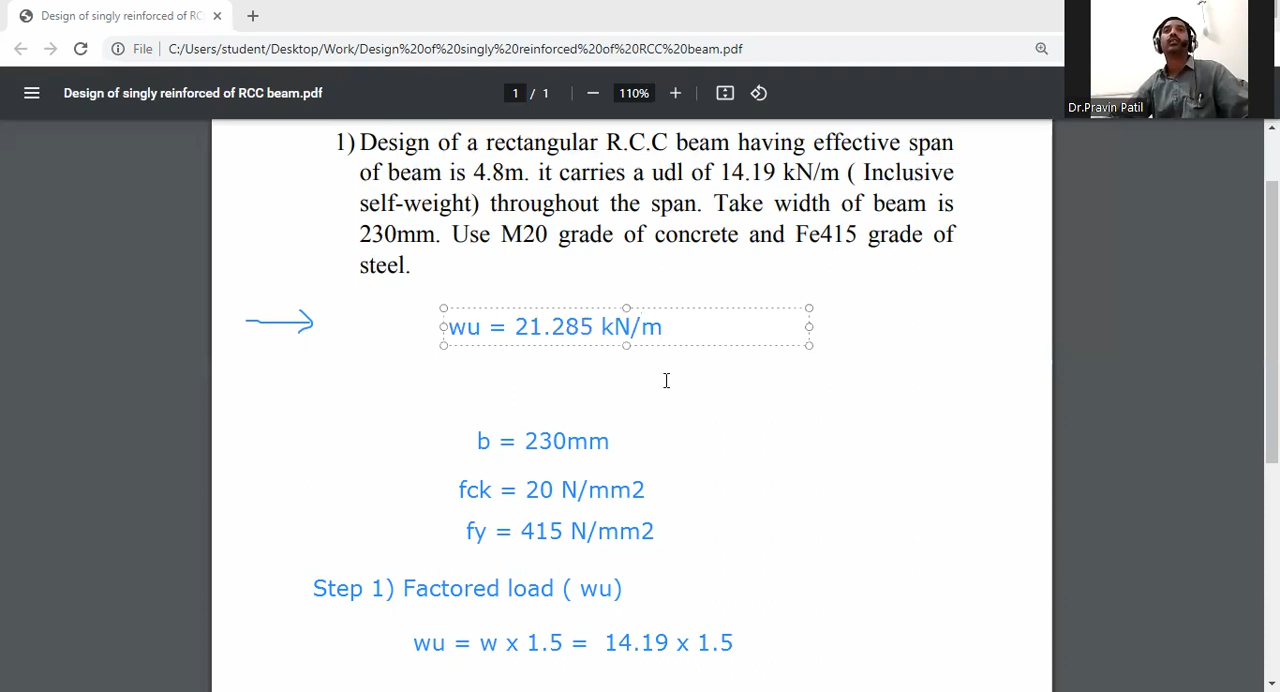 Design of singly reinforced of RC
File
C:/Users/student/Desktop/Work/Design%20of%20singly%20reinforced%20of%20RCC%20beam.pdf
Design of singly reinforced of RCC beam.pdf
1 / 1
110%
Dr.Pravin Patil
1) Design of a rectangular R.C.C beam having effective span
of beam is 4.8m. it carries a udl of 14.19 kN/m ( Inclusive
self-weight) throughout the span. Take width of beam is
230mm. Use M20 grade of concrete and Fe415 grade of
steel.
wu = 21.285 kN/m
b = 230mm
fck = 20 N/mm2
fy = 415 N/mm2
Step 1) Factored load ( wu)
wu = w x 1.5 = 14.19 x 1.5